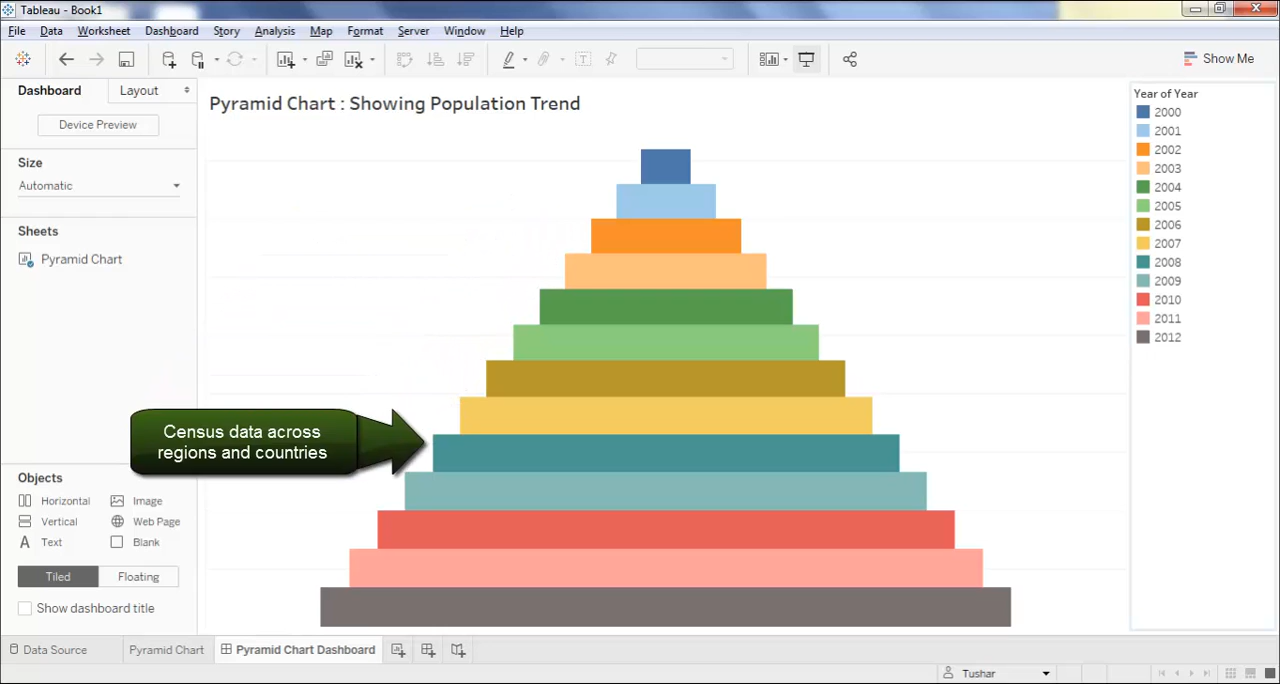 Tableau - Book1
File Data Worksheet Dashboard Story Analysis Map Format Server Window Help
Show Me
Dashboard Layout
Device Preview
Size
Automatic
Sheets
Pyramid Chart
Objects
Horizontal Image
Vertical Web Page
A Text Blank
Tiled Floating
Show dashboard title
Pyramid Chart : Showing Population Trend
Census data across
regions and countries
Year of Year
2000
2001
2002
2003
2004
2005
2006
2007
2008
2009
2010
2011
2012
Data Source Pyramid Chart Pyramid Chart Dashboard
Tushar